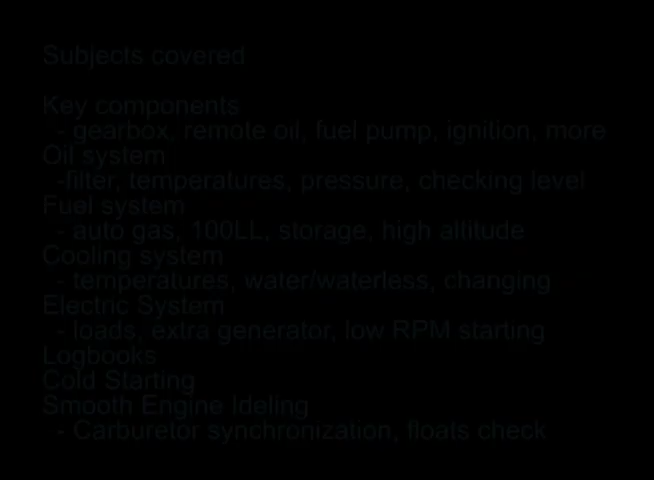 Subjects covered
Key components
- gearbox, remote oil, fuel pump, ignition, more
Oil system
-filter, temperatures, pressure, checking level
Fuel system
- auto gas, 100LL, storage, high altitude
Cooling system
- temperatures, water/waterless, changing
Electric System
- loads, extra generator, low RPM starting
Logbooks
Cold Starting
Smooth Engine Ideling
- Carburetor synchronization, floats check